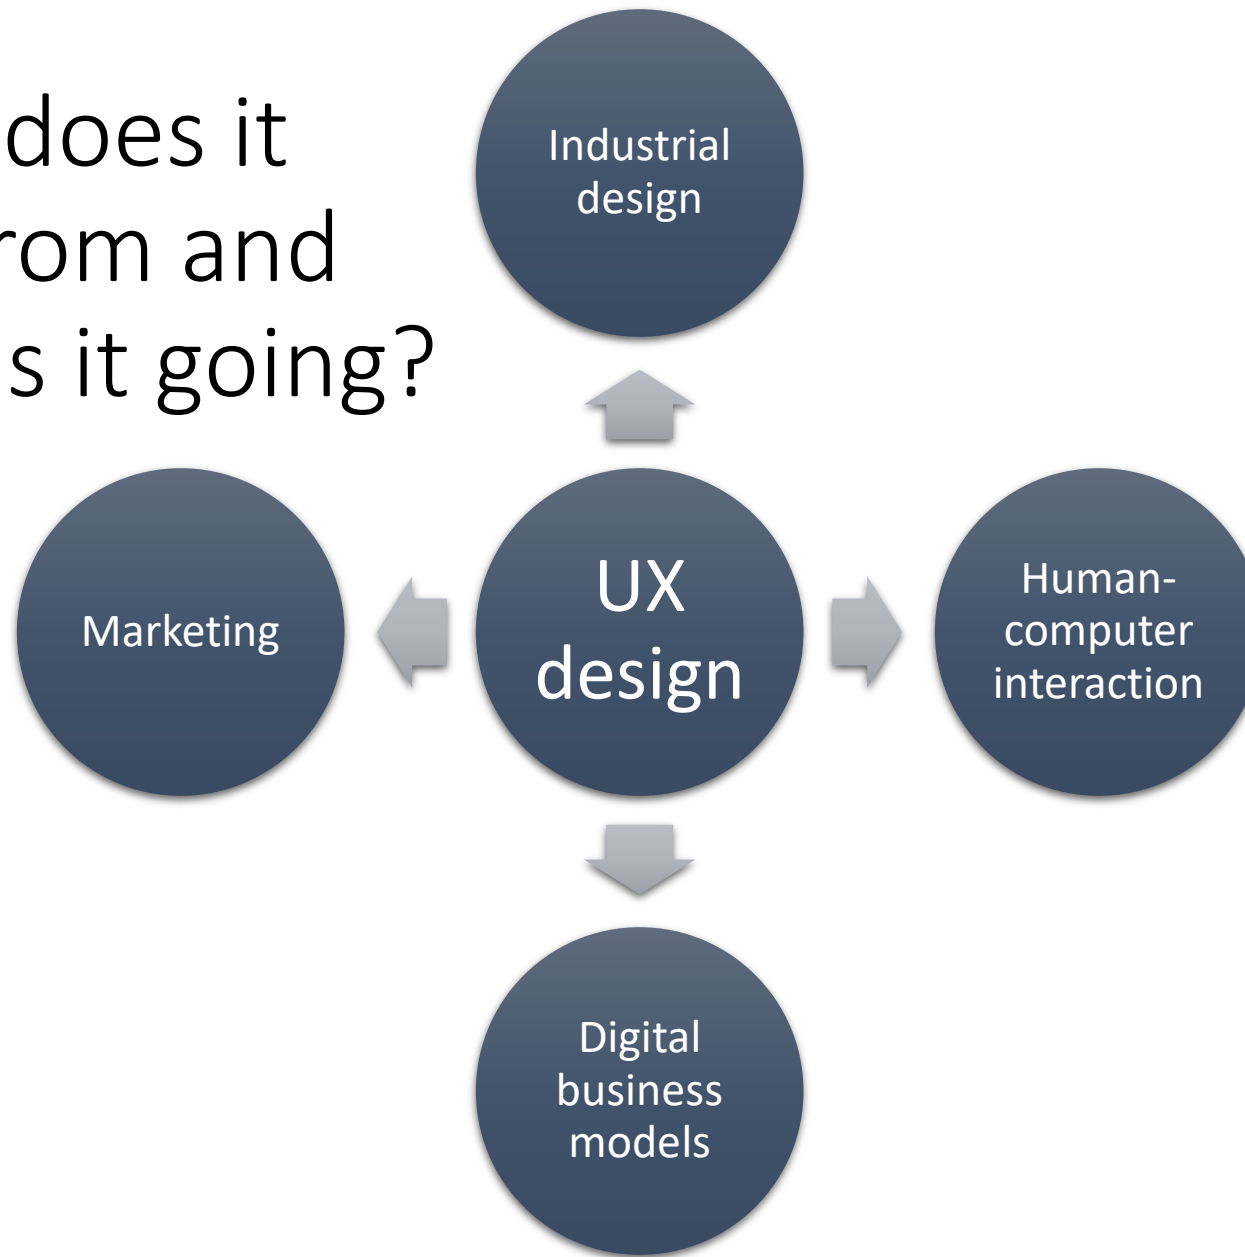 does it
rom and
s it going?
Industrial
design
Marketing
UX
design
Human-
computer
interaction
Digital
business
models